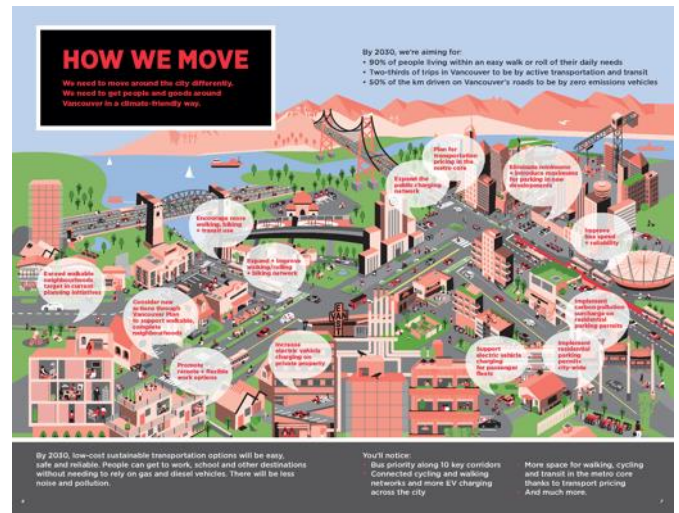 HOW WE MOVE
We need to move around the city differently.
We need to get people and goods around
Vancouver in a climate-friendly way.
By 2030, we're aiming for:
• 90% of people living within an easy walk or roll of their daily needs
• Two-thirds of trips in Vancouver to be by active transportation and transit
• 50% of the km driven on Vancouver's roads to be by zero emissions vehicles
Plan for
transportation
pricing in the
metro core
Eliminate minimums
+ introduce maximums
for parking in new
developments
Expand the
public charging
network
Encourage more
walking, biking
+ transit use
Improve
bus speed
+ reliability
Expand + improve
walking/rolling
+ biking network
Exceed walkable
neighbourhoods
target in current
planning initiatives
Consider new
actions through
Vancouver Plan
to support walkable,
complete
neighbourhoods
Implement
carbon pollution
surcharge on
residential
parking permits
EAST
VAN
Increase
electric vehicle
charging on
private property
Support
electric vehicle
charging
for passenger
fleets
Implement
residential
parking
permits
city-wide
Promote
remote + flexible
work options
By 2030, low-cost sustainable transportation options will be easy,
safe and reliable. People can get to work, school and other destinations
without needing to rely on gas and diesel vehicles. There will be less
noise and pollution.
You'll notice:
Bus priority along 10 key corridors
Connected cycling and walking
networks and more EV charging
across the city
More space for walking, cycling
and transit in the metro core
thanks to transport pricing
And much more.